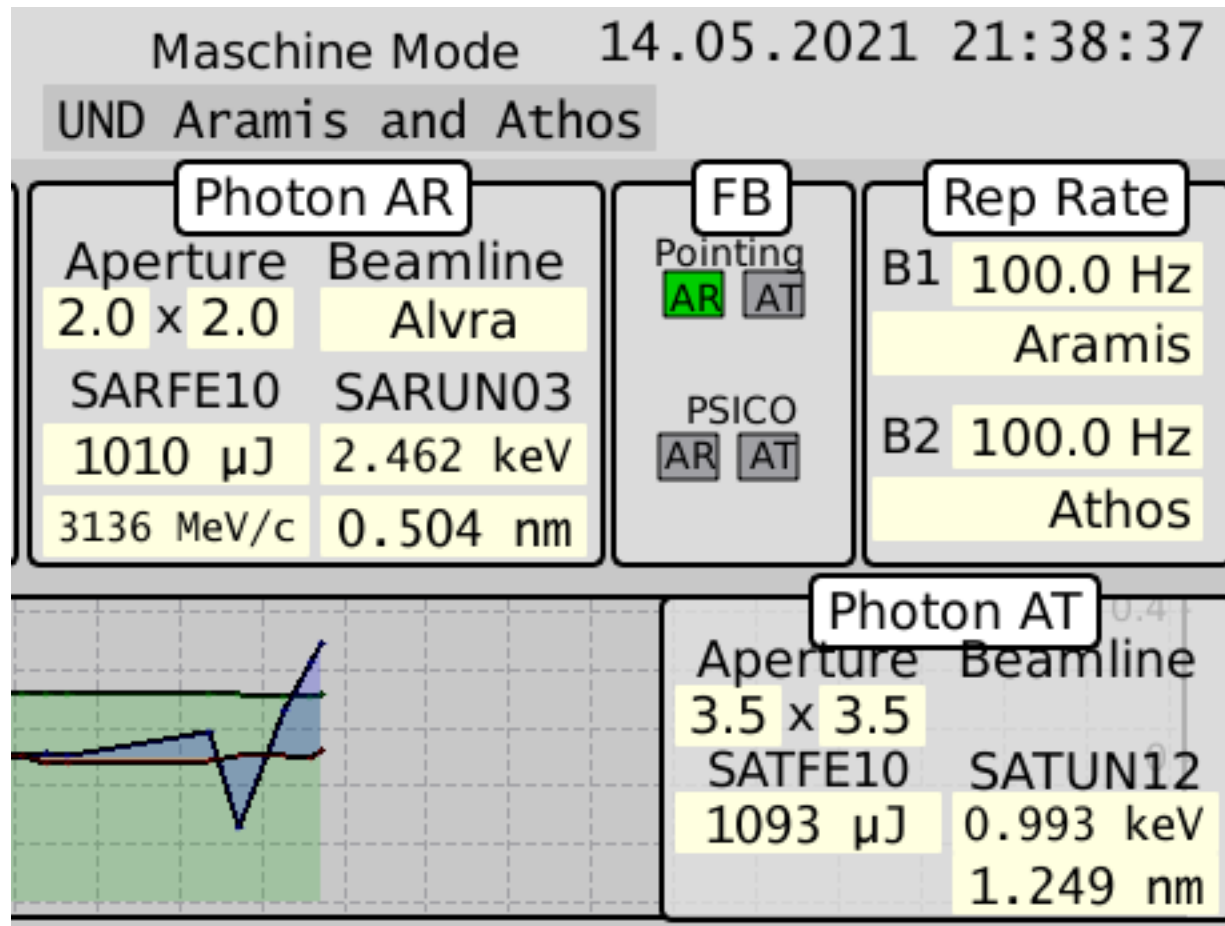 Maschine Mode 14.05.2021 21:38:37
UND Aramis and Athos
Photon AR
Aperture Beamline
2.0 x 2.0 Alvra
SARFE10 SARUN03
1010 µJ 2.462 keV
3136 MeV/c 0.504 nm
FB
Pointing
AR AT
PSICO
AR AT
Rep Rate
B1 100.0 Hz
Aramis
B2 100.0 Hz
Athos
Photon AT 0.4
Aperture Beamline
3.5 x 3.5
0
SATFE10 SATUN12
1093 µJ 0.993 keV
1.249 nm